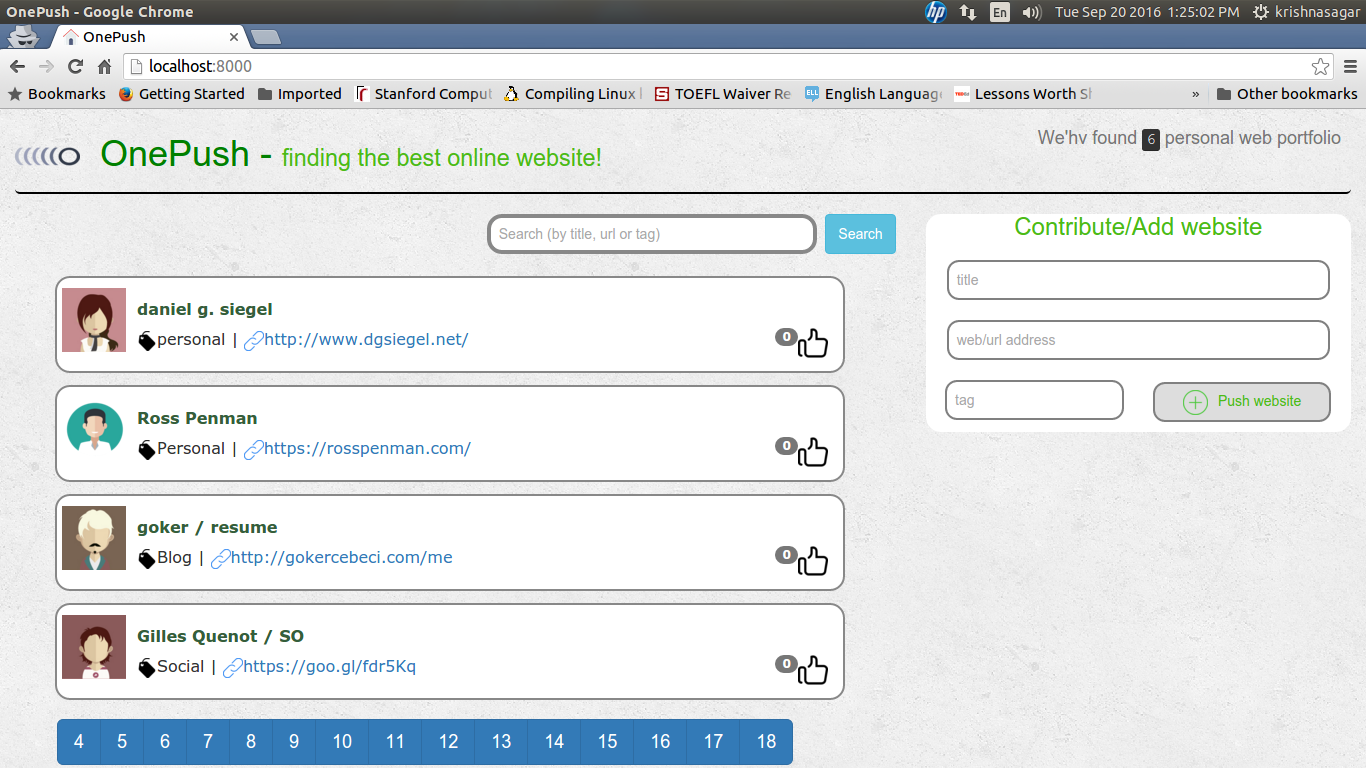 OnePush - Google Chrome
hp En Tue Sep 20 2016 1:25:02 PM krishnasagar
OnePush
localhost:8000
Bookmarks Getting Started Imported Stanford Comput Compiling Linux TOEFL Waiver Re ELL English Language Lessons Worth Sh » Other bookmarks
OnePush - finding the best online website!
We'hv found 6 personal web portfolio
Search (by title, url or tag) Search
Contribute/Add website
title
web/url address
tag
Push website
daniel g. siegel
personal | http://www.dgsiegel.net/ 0
Ross Penman
Personal | https://rosspenman.com/ 0
goker / resume
Blog | http://gokercebeci.com/me 0
Gilles Quenot / SO
Social | https://goo.gl/fdr5Kq 0
4 5 6 7 8 9 10 11 12 13 14 15 16 17 18